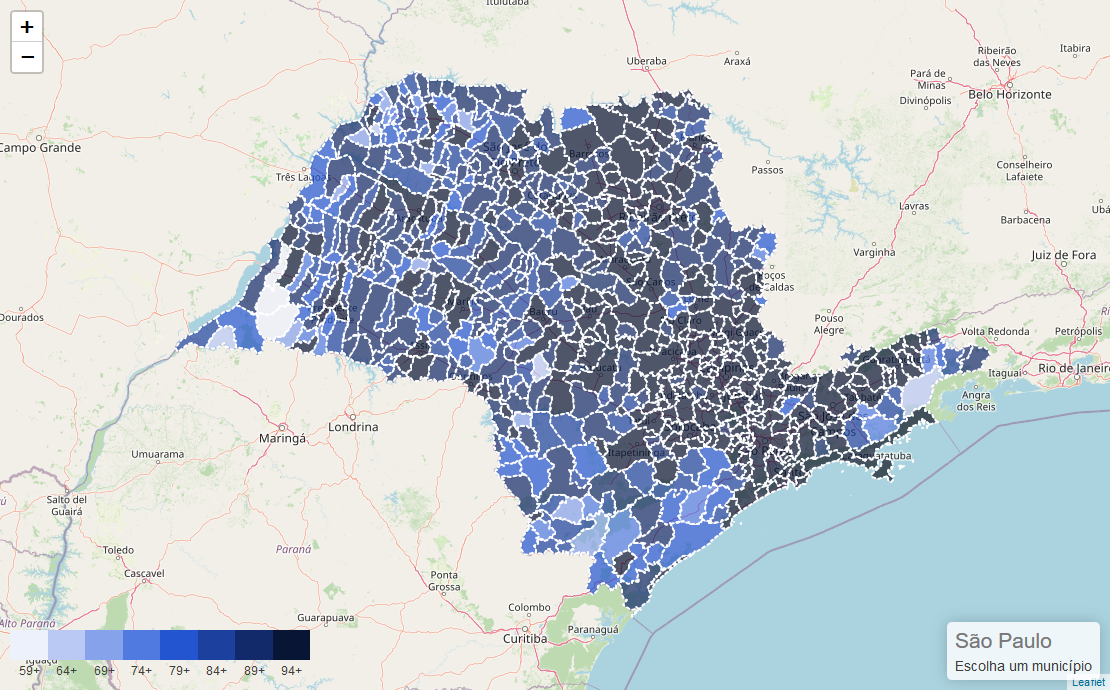 +
−
Ituiutaba
Uberaba
Araxá
Ribeirão
das Neves
Itabira
Pará de
Minas
Divinópolis
Belo Horizonte
Campo Grande
Três Lagoas
Passos
Conselheiro
Lafaiete
Lavras
Barbacena
Ubá
Varginha
Juiz de Fora
Poços
de Caldas
Dourados
Pouso
Alegre
Volta Redonda
Petrópolis
Itaguaí
Rio de Janeiro
Angra
dos Reis
Bauru
Itapetininga
Maringá
Londrina
Umuarama
Salto del
Guairá
Toledo
Cascavel
Paraná
Alto Paraná
Ponta
Grossa
Guarapuava
Colombo
Curitiba
Paranaguá
59+ 64+ 69+ 74+ 79+ 84+ 89+ 94+
São Paulo
Escolha um município
Leaflet